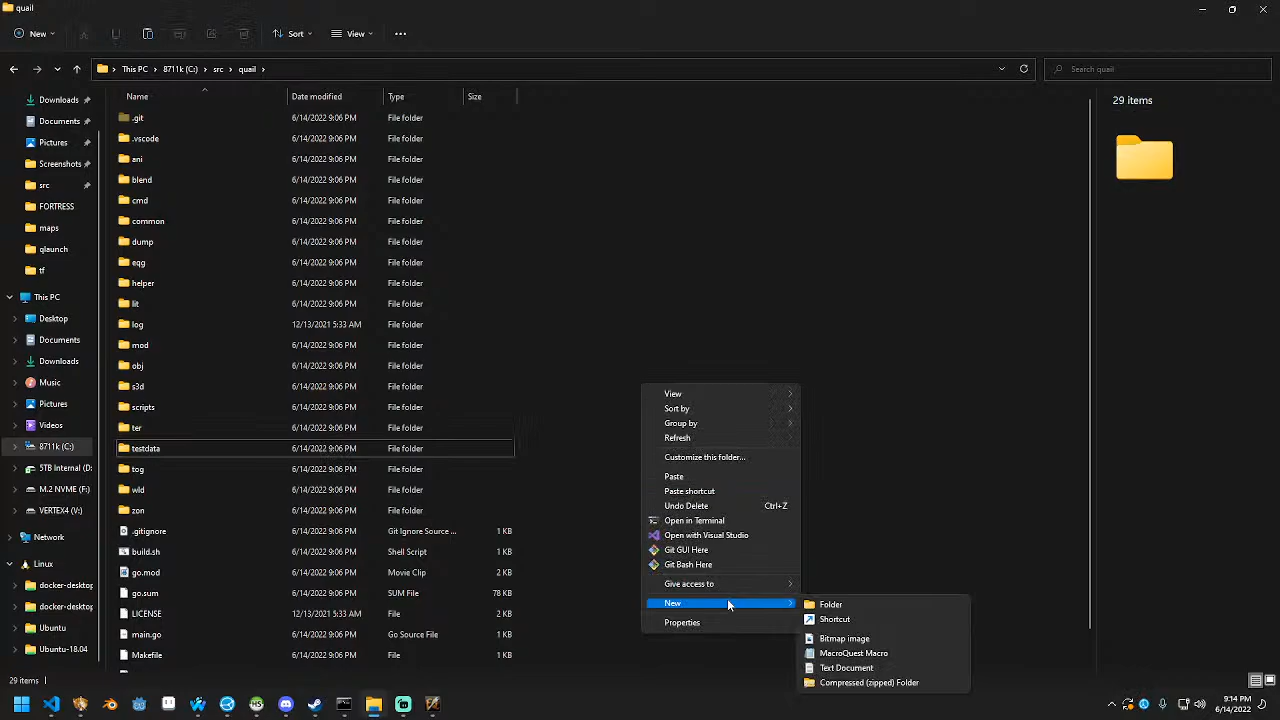 quail
New
Sort
View
This PC
8711k (C:)
src
quail
Search quail
Downloads
Documents
Pictures
Screenshots
src
FORTRESS
maps
qlaunch
tf
This PC
Desktop
Documents
Downloads
Music
Pictures
Videos
8711k (C:)
5TB Internal (D:
M.2 NVME (F:)
VERTEX4 (V:)
Network
Linux
docker-desktop
docker-desktop
Ubuntu
Ubuntu-18.04
Name Date modified Type Size
.git 6/14/2022 9:06 PM File folder
.vscode 6/14/2022 9:06 PM File folder
ani 6/14/2022 9:06 PM File folder
blend 6/14/2022 9:06 PM File folder
cmd 6/14/2022 9:06 PM File folder
common 6/14/2022 9:06 PM File folder
dump 6/14/2022 9:06 PM File folder
eqg 6/14/2022 9:06 PM File folder
helper 6/14/2022 9:06 PM File folder
lit 6/14/2022 9:06 PM File folder
log 12/13/2021 5:33 AM File folder
mod 6/14/2022 9:06 PM File folder
obj 6/14/2022 9:06 PM File folder
s3d 6/14/2022 9:06 PM File folder
scripts 6/14/2022 9:06 PM File folder
ter 6/14/2022 9:06 PM File folder
testdata 6/14/2022 9:06 PM File folder
tog 6/14/2022 9:06 PM File folder
wld 6/14/2022 9:06 PM File folder
zon 6/14/2022 9:06 PM File folder
.gitignore 6/14/2022 9:06 PM Git Ignore Source ... 1 KB
build.sh 6/14/2022 9:06 PM Shell Script 1 KB
go.mod 6/14/2022 9:06 PM Movie Clip 2 KB
go.sum 6/14/2022 9:06 PM SUM File 78 KB
LICENSE 12/13/2021 5:33 AM File 2 KB
main.go 6/14/2022 9:06 PM Go Source File 1 KB
Makefile 6/14/2022 9:06 PM File 1 KB
View
Sort by
Group by
Refresh
Customize this folder...
Paste
Paste shortcut
Undo Delete Ctrl+Z
Open in Terminal
Open with Visual Studio
Git GUI Here
Git Bash Here
Give access to
New
Properties
Folder
Shortcut
Bitmap image
MacroQuest Macro
Text Document
Compressed (zipped) Folder
29 items
29 items
HS
9:14 PM
6/14/2022